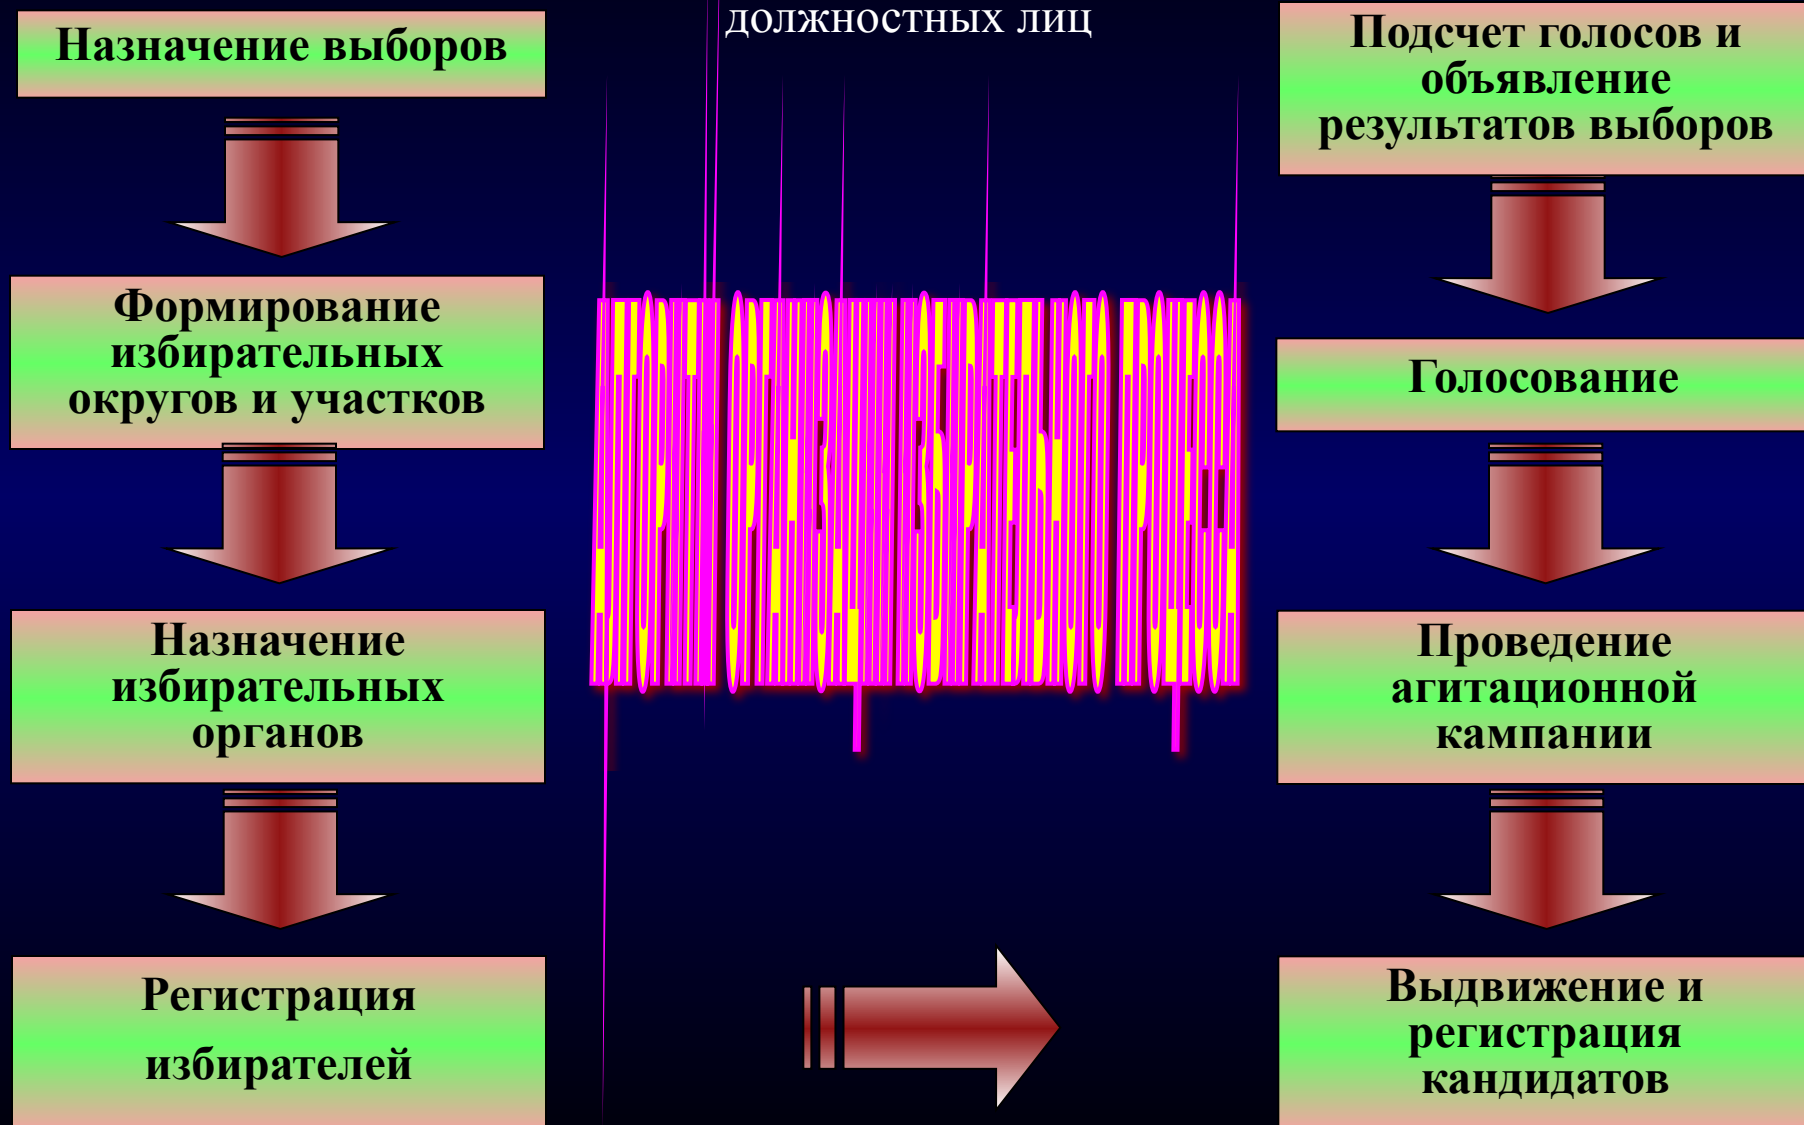 Назначение выборов
Формирование
избирательных
округов и участков
Назначение
избирательных
органов
Регистрация
избирателей
должностных лиц
Подсчет голосов и
объявление
результатов выборов
Голосование
Проведение
агитационной
кампании
Выдвижение и
регистрация
кандидатов